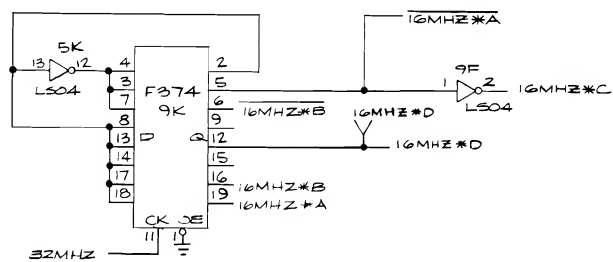 16MHZ*A
5K
13 12
LS04
4 2
3 5
7 6 16MHZ*B
F374
9K
8 9
13 D Q 12
14 15
17 16 16MHZ*B
18 19 16MHZ*A
CK OE
11 1
32MHZ
9F
1 2 16MHZ*C
LS04
16MHZ*D
16MHZ*D